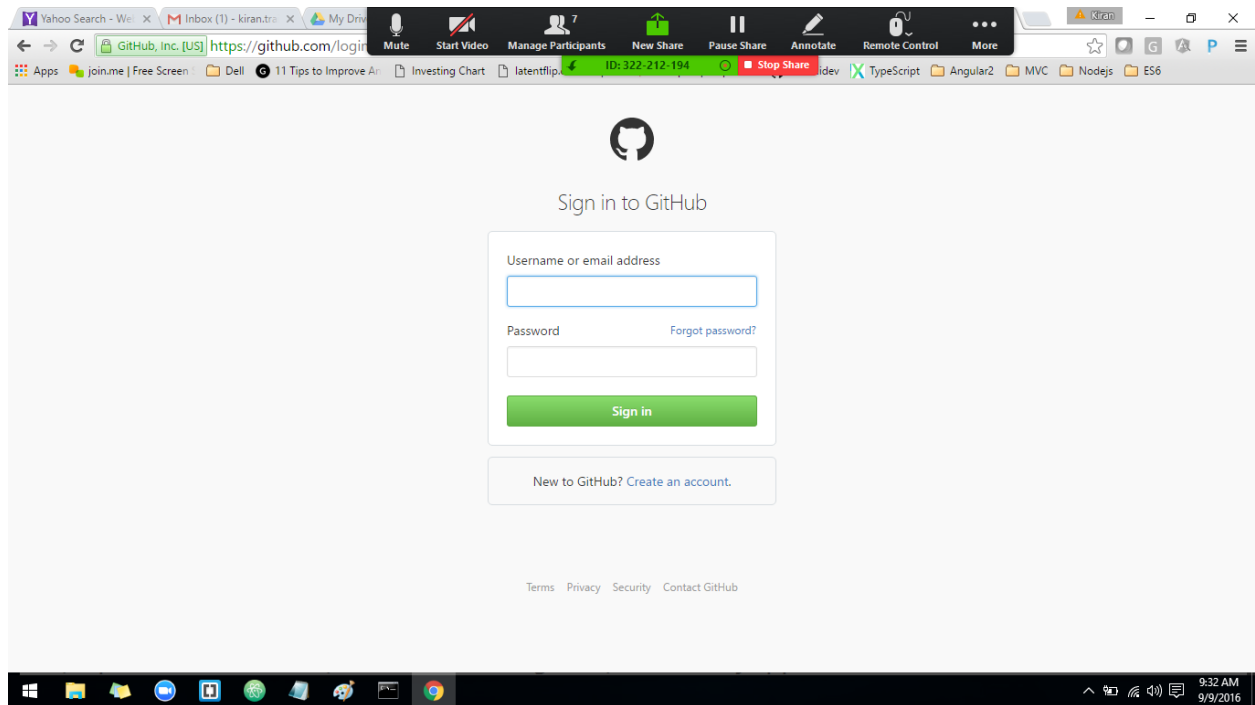 Yahoo Search - We
Inbox (1) - kiran.tra
My Driv
Kiran
GitHub, Inc. [US]
https://github.com/login
Mute
Start Video
Manage Participants
7
New Share
Pause Share
Annotate
Remote Control
More
ID: 322-212-194
Stop Share
Apps
join.me | Free Screen
Dell
11 Tips to Improve An
Investing Chart
latentflip.
idev
TypeScript
Angular2
MVC
Nodejs
ES6
Sign in to GitHub
Username or email address
Password
Forgot password?
Sign in
New to GitHub? Create an account.
Terms Privacy Security Contact GitHub
9:32 AM
9/9/2016